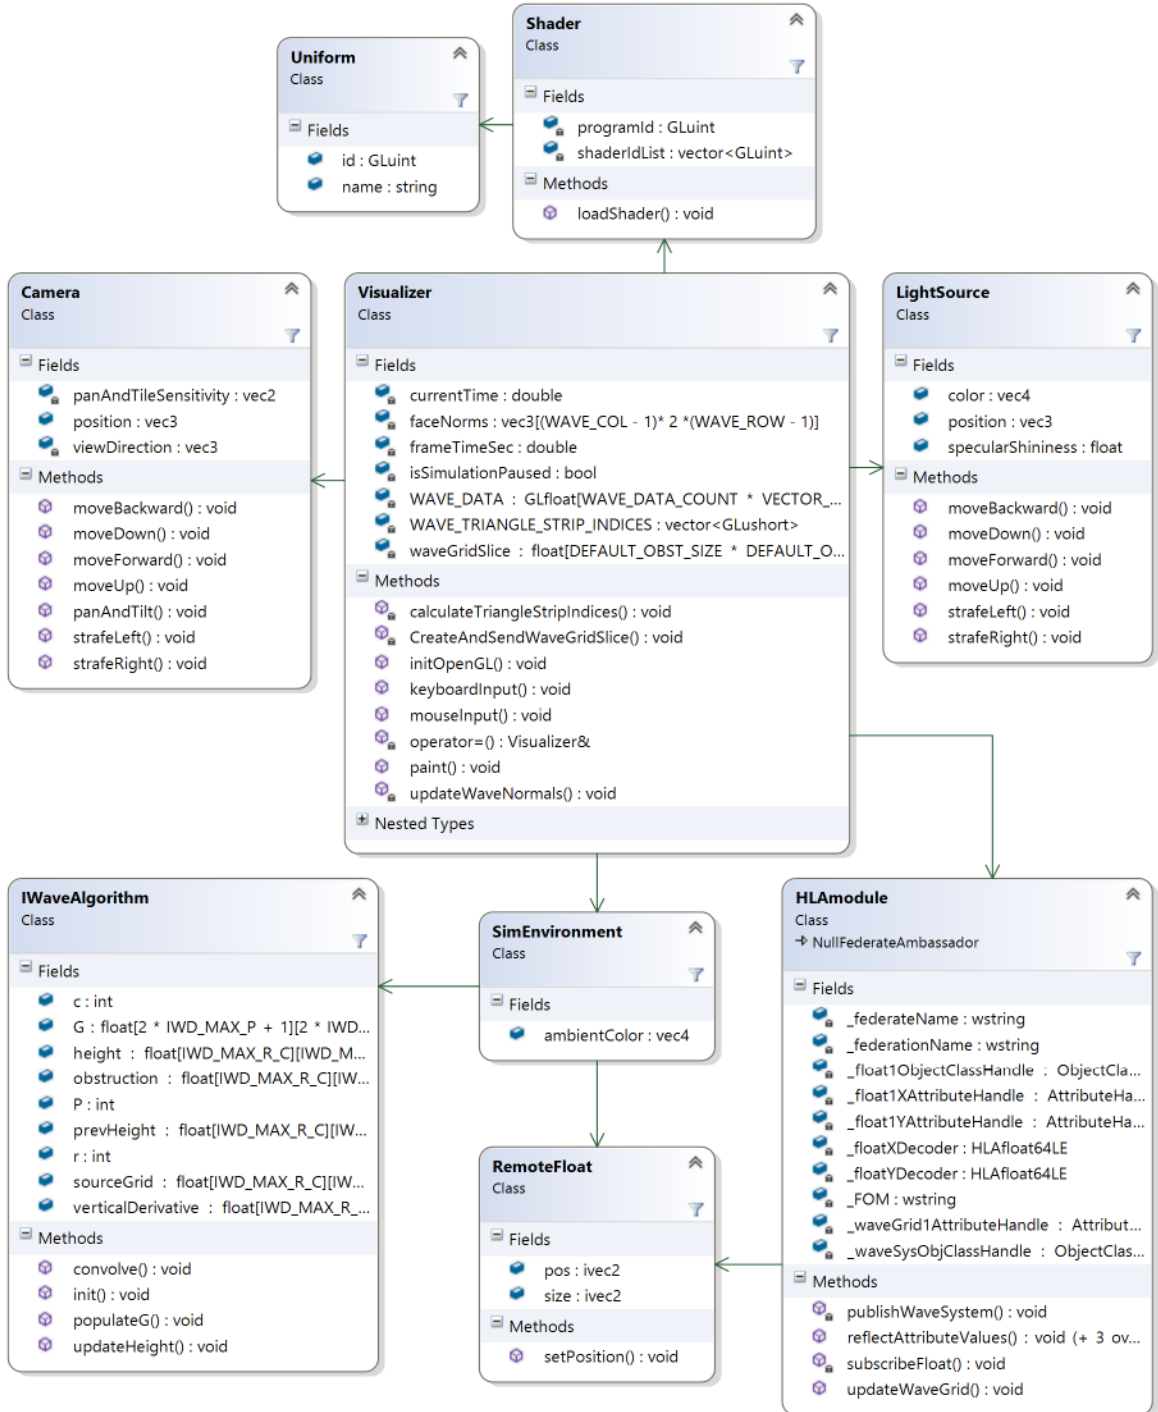 Uniform
Class
Fields
id : GLuint
name : string
Shader
Class
Fields
programId : GLuint
shaderIdList : vector<GLuint>
Methods
loadShader() : void
Camera
Class
Fields
panAndTileSensitivity : vec2
position : vec3
viewDirection : vec3
Methods
moveBackward() : void
moveDown() : void
moveForward() : void
moveUp() : void
panAndTilt() : void
strafeLeft() : void
strafeRight() : void
Visualizer
Class
Fields
currentTime : double
faceNorms : vec3[(WAVE_COL - 1)* 2 *(WAVE_ROW - 1)]
frameTimeSec : double
isSimulationPaused : bool
WAVE_DATA : GLfloat[WAVE_DATA_COUNT * VECTOR_...
WAVE_TRIANGLE_STRIP_INDICES : vector<GLushort>
waveGridSlice : float[DEFAULT_OBST_SIZE * DEFAULT_O...
Methods
calculateTriangleStripIndices() : void
CreateAndSendWaveGridSlice() : void
initOpenGL() : void
keyboardInput() : void
mouseInput() : void
operator=() : Visualizer&
paint() : void
updateWaveNormals() : void
Nested Types
LightSource
Class
Fields
color : vec4
position : vec3
specularShininess : float
Methods
moveBackward() : void
moveDown() : void
moveForward() : void
moveUp() : void
strafeLeft() : void
strafeRight() : void
IWaveAlgorithm
Class
Fields
c : int
G : float[2 * IWD_MAX_P + 1][2 * IWD...
height : float[IWD_MAX_R_C][IWD_M...
obstruction : float[IWD_MAX_R_C][IW...
P : int
prevHeight : float[IWD_MAX_R_C][IW...
r : int
sourceGrid : float[IWD_MAX_R_C][IW...
verticalDerivative : float[IWD_MAX_R_...
Methods
convolve() : void
init() : void
populateG() : void
updateHeight() : void
SimEnvironment
Class
Fields
ambientColor : vec4
RemoteFloat
Class
Fields
pos : ivec2
size : ivec2
Methods
setPosition() : void
HLAmodule
Class
NullFederateAmbassador
Fields
_federateName : wstring
_federationName : wstring
_float1ObjectClassHandle : ObjectCla...
_float1XAttributeHandle : AttributeHa...
_float1YAttributeHandle : AttributeHa...
_floatXDecoder : HLAfloat64LE
_floatYDecoder : HLAfloat64LE
_FOM : wstring
_waveGrid1AttributeHandle : Attribut...
_waveSysObjClassHandle : ObjectClas...
Methods
publishWaveSystem() : void
reflectAttributeValues() : void (+ 3 ov...
subscribeFloat() : void
updateWaveGrid() : void